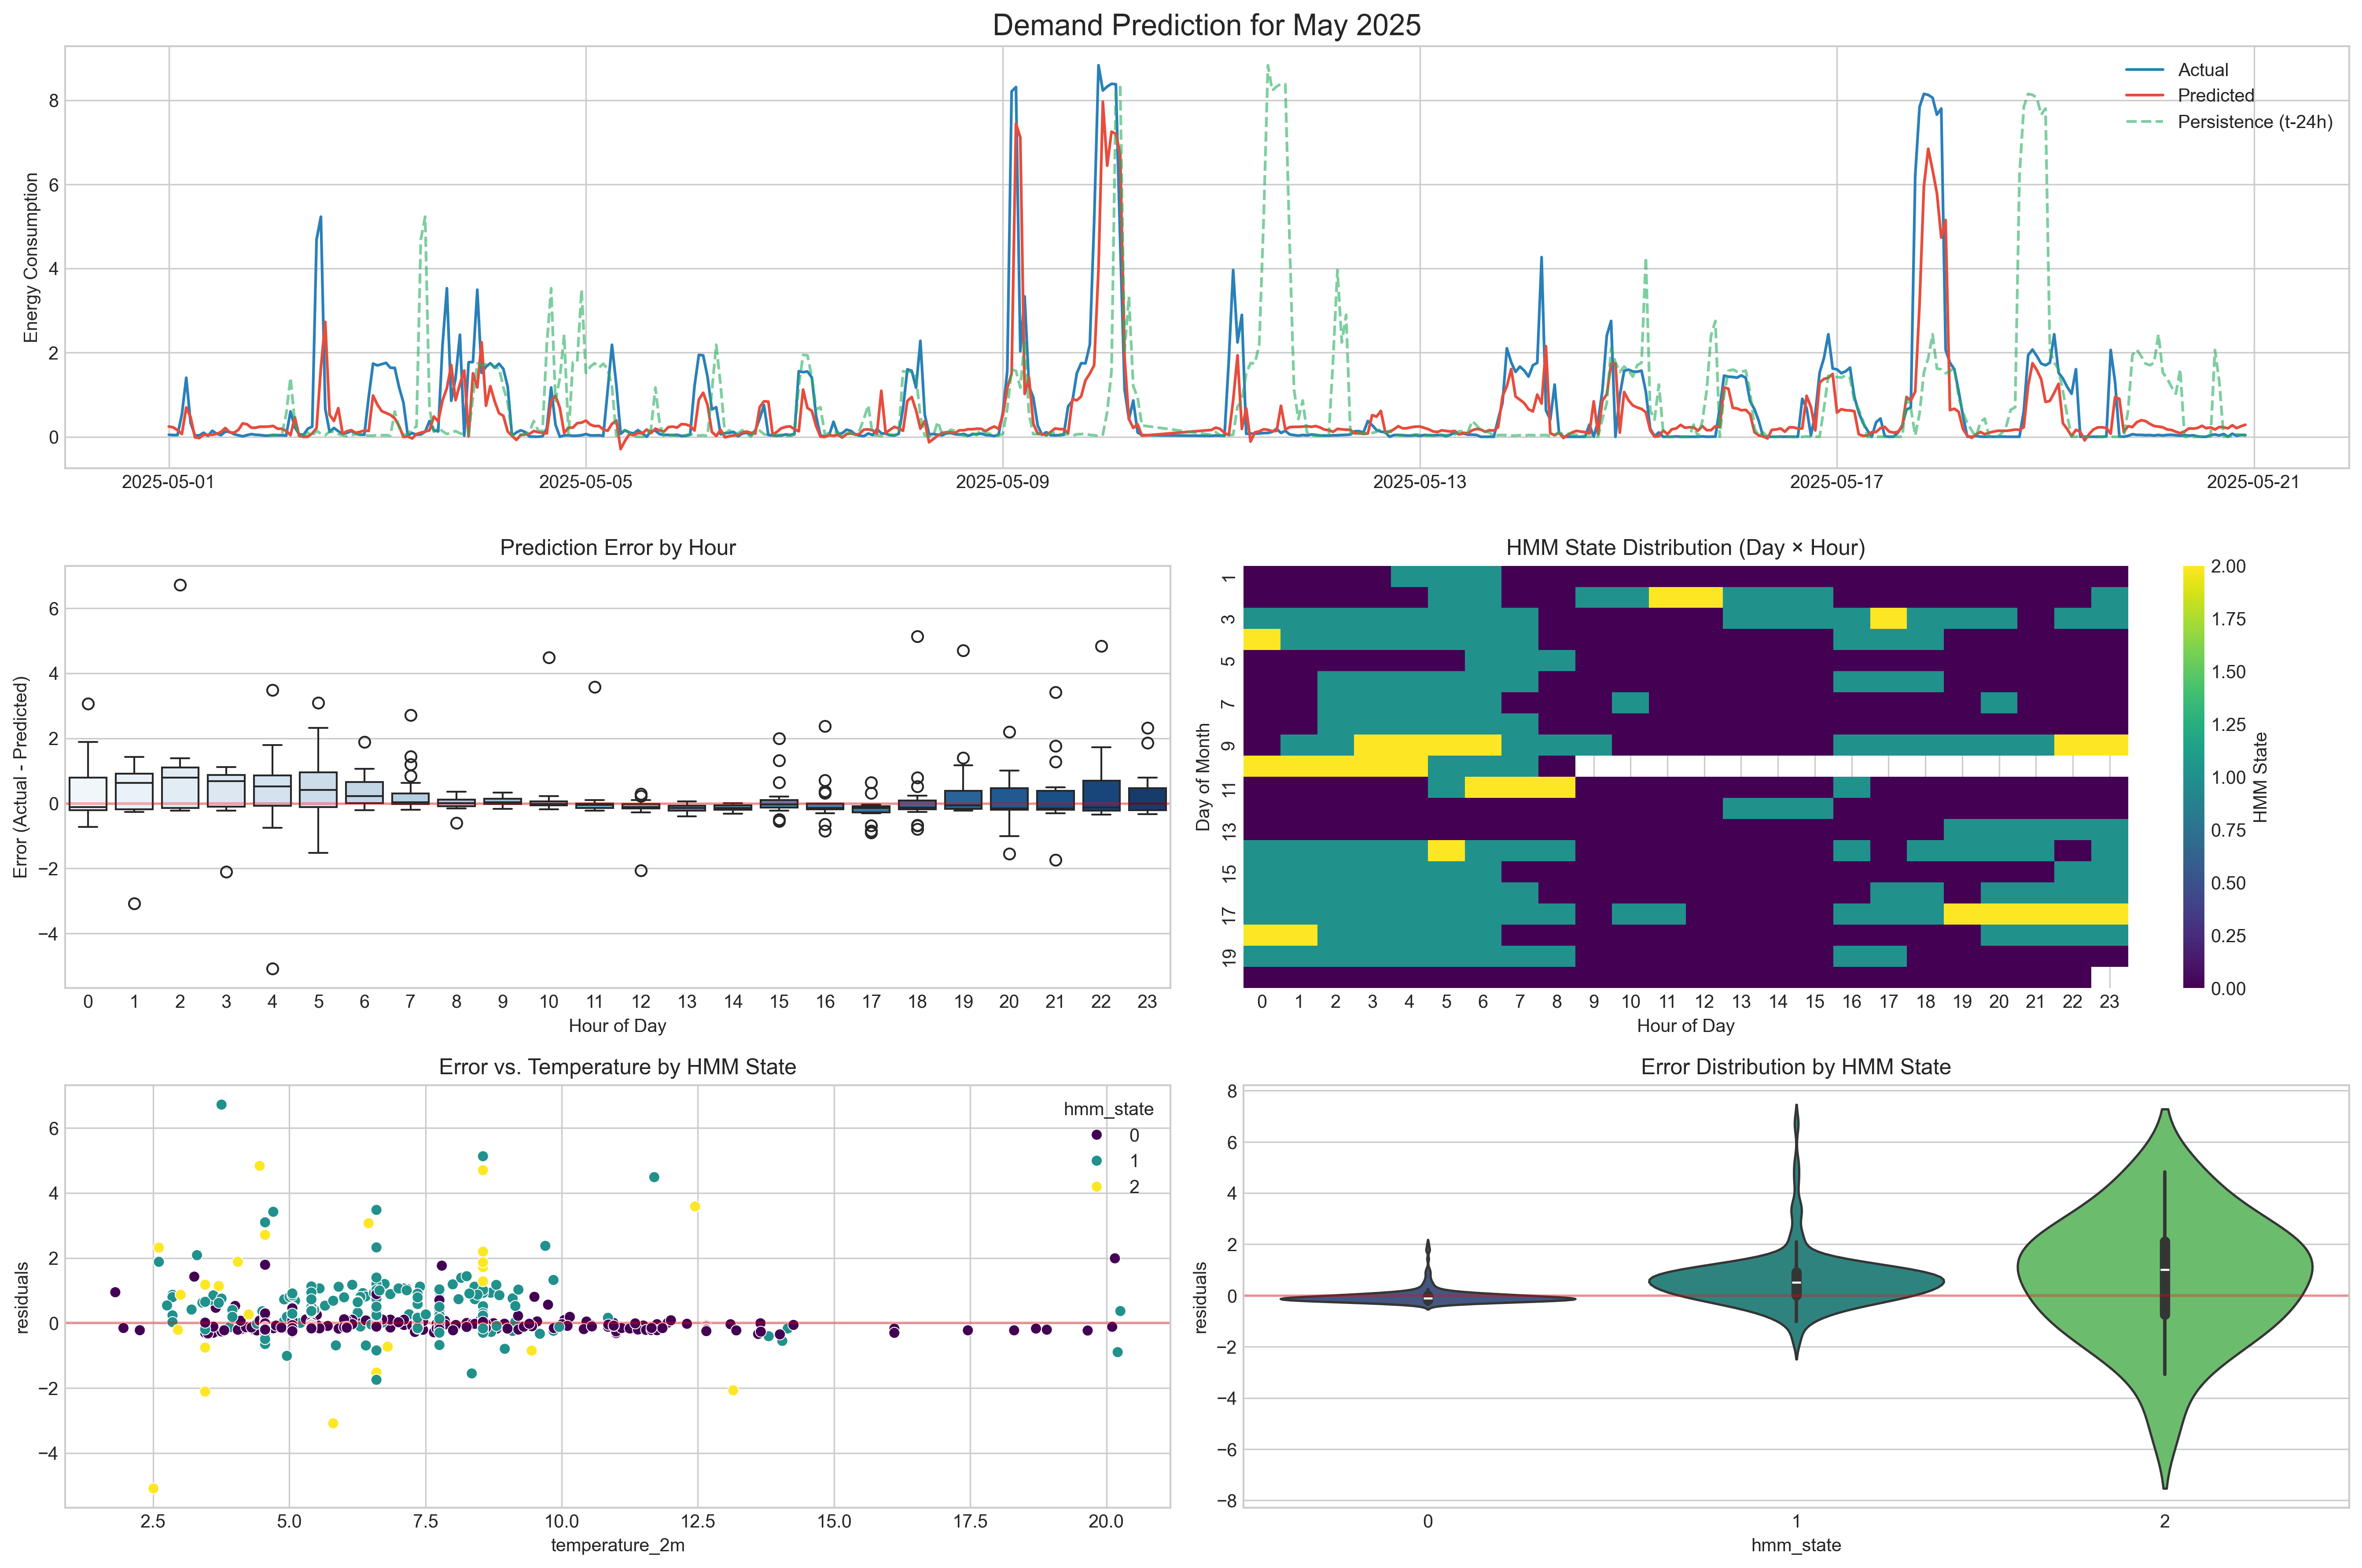 Demand Prediction for May 2025
Energy Consumption
8
6
4
2
0
Actual
Predicted
Persistence (t-24h)
2025-05-01 2025-05-05 2025-05-09 2025-05-13 2025-05-17 2025-05-21
Prediction Error by Hour
Error (Actual - Predicted)
6
4
2
0
−2
−4
0 1 2 3 4 5 6 7 8 9 10 11 12 13 14 15 16 17 18 19 20 21 22 23
Hour of Day
HMM State Distribution (Day × Hour)
Day of Month
1
3
5
7
9
11
13
15
17
19
0 1 2 3 4 5 6 7 8 9 10 11 12 13 14 15 16 17 18 19 20 21 22 23
Hour of Day
2.00
1.75
1.50
1.25
1.00
0.75
0.50
0.25
0.00
HMM State
Error vs. Temperature by HMM State
residuals
6
4
2
0
−2
−4
hmm_state
0
1
2
2.5 5.0 7.5 10.0 12.5 15.0 17.5 20.0
temperature_2m
Error Distribution by HMM State
residuals
8
6
4
2
0
−2
−4
−6
−8
0 1 2
hmm_state